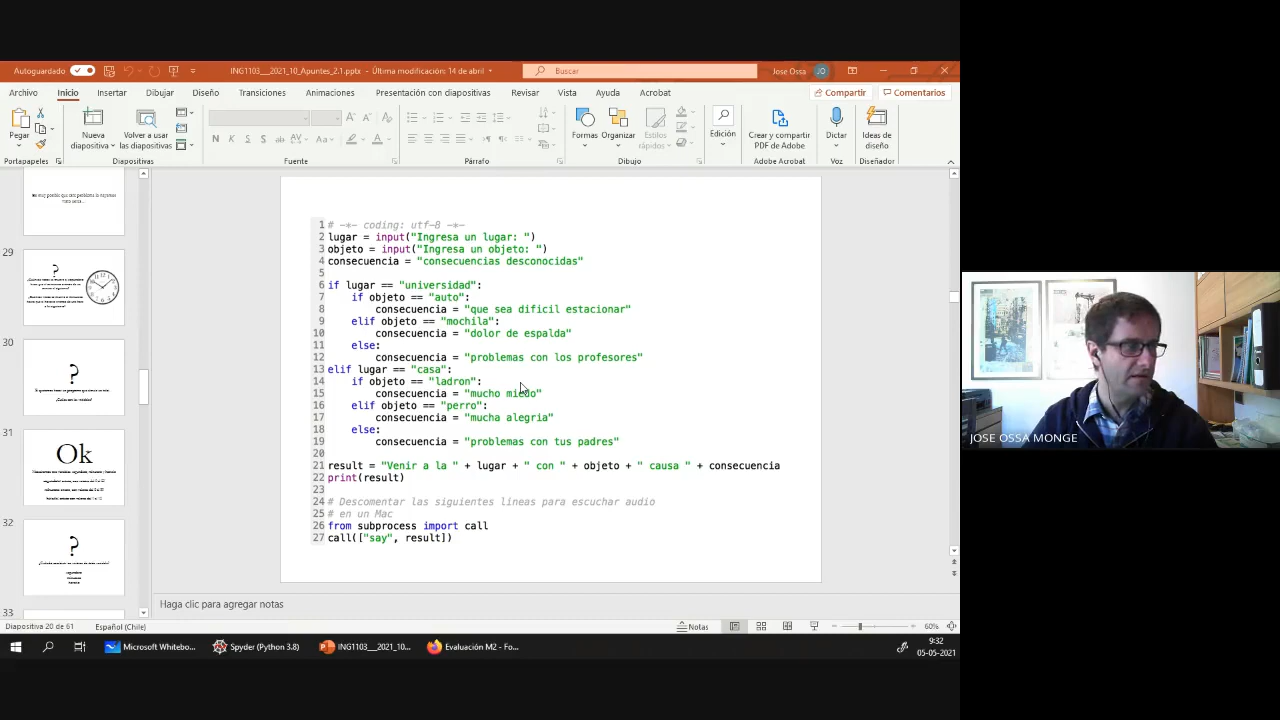 Autoguardado
ING1103___2021_10_Apuntes_2.1.pptx - Última modificación: 14 de abril
Buscar
Jose Ossa
JO
Archivo Inicio Insertar Dibujar Diseño Transiciones Animaciones Presentación con diapositivas Revisar Vista Ayuda Acrobat
Compartir
Comentarios
Pegar
Nueva diapositiva
Volver a usar las diapositivas
N K S S ab AV Aa A
Formas
Organizar
Estilos rápidos
Edición
Crear y compartir PDF de Adobe
Dictar
Ideas de diseño
Portapapeles
Diapositivas
Fuente
Párrafo
Dibujo
Adobe Acrobat
Voz
Diseñador
29
?
30
?
31
Ok
32
?
33
1 # -*- coding: utf-8 -*-
2 lugar = input("Ingresa un lugar: ")
3 objeto = input("Ingresa un objeto: ")
4 consecuencia = "consecuencias desconocidas"
5
6 if lugar == "universidad":
7 if objeto == "auto":
8 consecuencia = "que sea dificil estacionar"
9 elif objeto == "mochila":
10 consecuencia = "dolor de espalda"
11 else:
12 consecuencia = "problemas con los profesores"
13 elif lugar == "casa":
14 if objeto == "ladron":
15 consecuencia = "mucho miedo"
16 elif objeto == "perro":
17 consecuencia = "mucha alegria"
18 else:
19 consecuencia = "problemas con tus padres"
20
21 result = "Venir a la " + lugar + " con " + objeto + " causa " + consecuencia
22 print(result)
23
24 # Descomentar las siguientes lineas para escuchar audio
25 # en un Mac
26 from subprocess import call
27 call(["say", result])
Haga clic para agregar notas
Diapositiva 20 de 61
Español (Chile)
Notas
60%
Microsoft Whitebo...
Spyder (Python 3.8)
ING1103___2021_10...
Evaluación M2 - Fo...
9:32
05-05-2021
JOSE OSSA MONGE